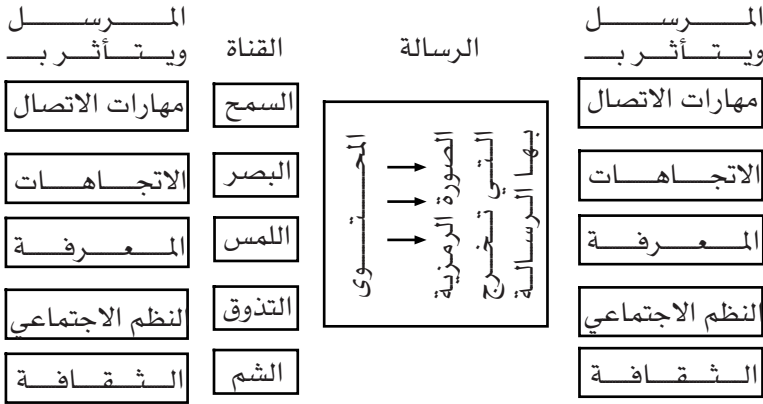 المرسل
ويتأثر بـ
مهارات الاتصال
الاتجاهات
المعرفة
النظم الاجتماعي
الثقافة
الرسالة
المحتوى
الصورة الرمزية
التي تخرج
بها الرسالة
القناة
السمح
البصر
اللمس
التذوق
الشم
المرسل
ويتأثر بـ
مهارات الاتصال
الاتجاهات
المعرفة
النظم الاجتماعي
الثقافة